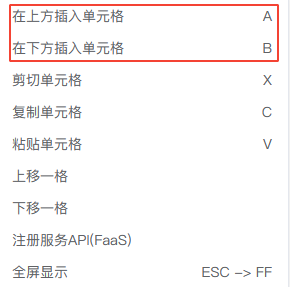 在上方插入单元格 A
在下方插入单元格 B
剪切单元格 X
复制单元格 C
粘贴单元格 V
上移一格
下移一格
注册服务API(FaaS)
全屏显示 ESC -> FF